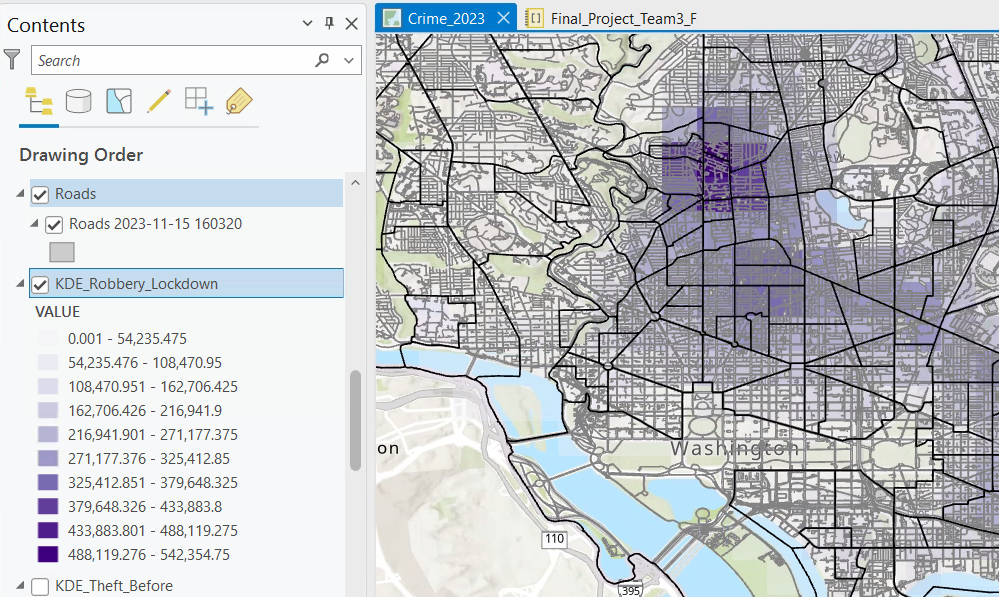 Contents
Crime_2023
Final_Project_Team3_F
Search
Drawing Order
Roads
Roads 2023-11-15 160320
KDE_Robbery_Lockdown
VALUE
0.001 - 54,235.475
54,235.476 - 108,470.95
108,470.951 - 162,706.425
162,706.426 - 216,941.9
216,941.901 - 271,177.375
271,177.376 - 325,412.85
325,412.851 - 379,648.325
379,648.326 - 433,883.8
433,883.801 - 488,119.275
488,119.276 - 542,354.75
KDE_Theft_Before
on
Washington
110
395